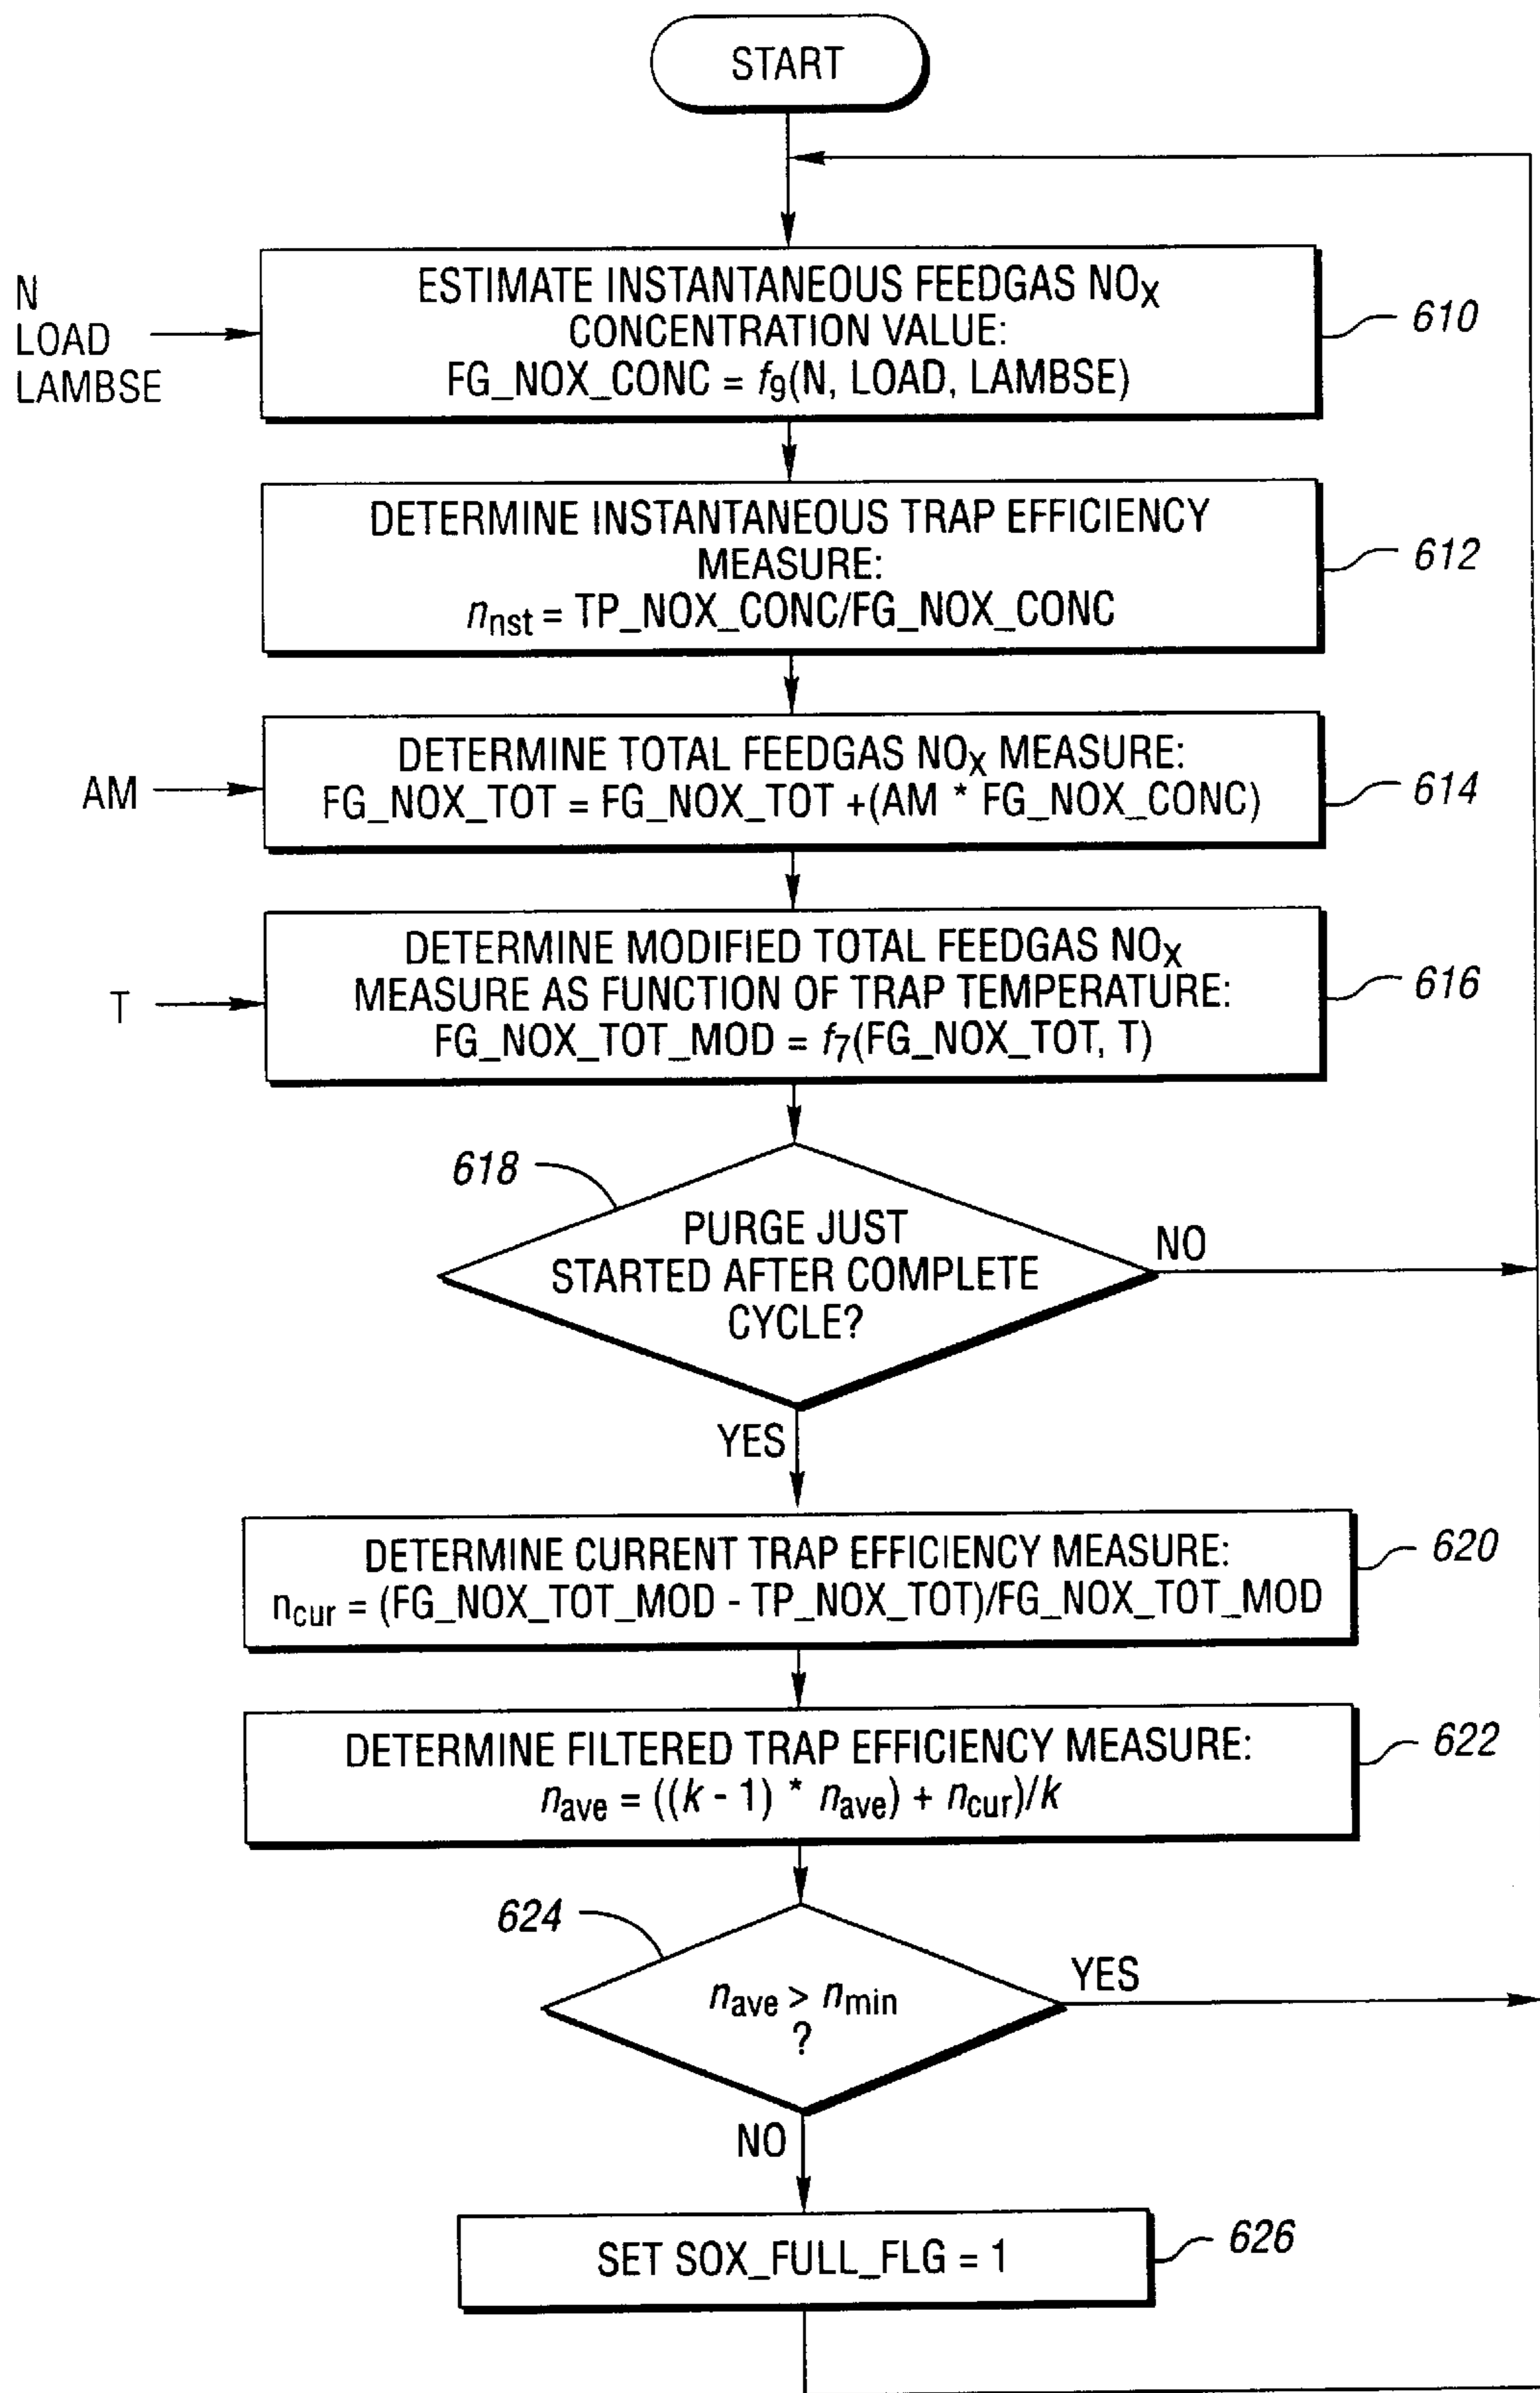 START
N
LOAD
LAMBSE
ESTIMATE INSTANTANEOUS FEEDGAS NOX
CONCENTRATION VALUE:
FG_NOX_CONC = f9(N, LOAD, LAMBSE)
610
DETERMINE INSTANTANEOUS TRAP EFFICIENCY
MEASURE:
nnst = TP_NOX_CONC/FG_NOX_CONC
612
AM
DETERMINE TOTAL FEEDGAS NOX MEASURE:
FG_NOX_TOT = FG_NOX_TOT +(AM * FG_NOX_CONC)
614
T
DETERMINE MODIFIED TOTAL FEEDGAS NOX
MEASURE AS FUNCTION OF TRAP TEMPERATURE:
FG_NOX_TOT_MOD = f7(FG_NOX_TOT, T)
616
618
PURGE JUST
STARTED AFTER COMPLETE
CYCLE?
NO
YES
DETERMINE CURRENT TRAP EFFICIENCY MEASURE:
ncur = (FG_NOX_TOT_MOD - TP_NOX_TOT)/FG_NOX_TOT_MOD
620
DETERMINE FILTERED TRAP EFFICIENCY MEASURE:
nave = ((k - 1) * nave) + ncur)/k
622
624
nave > nmin
?
YES
NO
SET SOX_FULL_FLG = 1
626